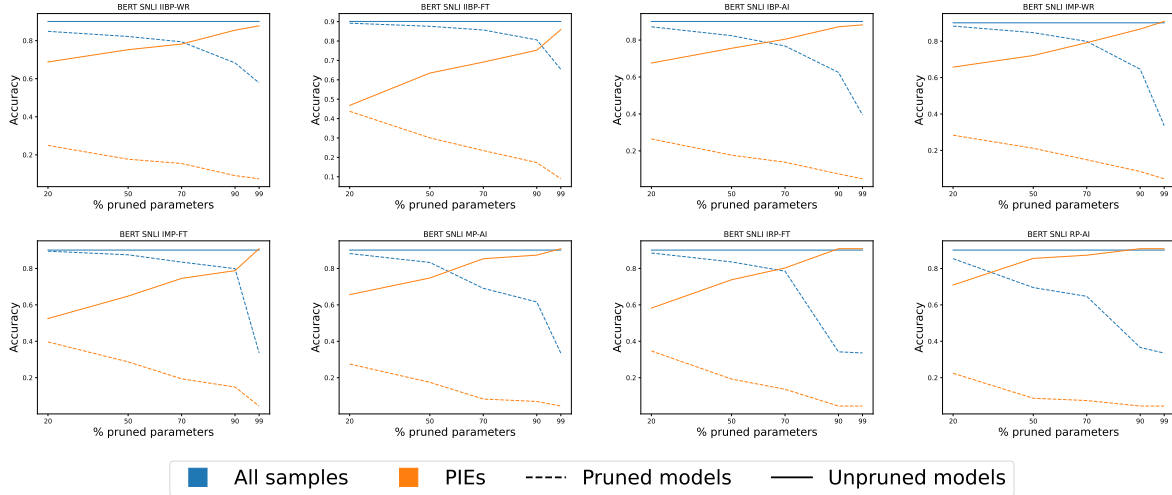 BERT SNLI IIBP-WR
BERT SNLI IIBP-FT
BERT SNLI IBP-AI
BERT SNLI IMP-WR
Accuracy
0.8
0.6
0.4
0.2
20
50
70
90
99
% pruned parameters
Accuracy
0.9
0.8
0.7
0.6
0.5
0.4
0.3
0.2
0.1
20
50
70
90
99
% pruned parameters
Accuracy
0.8
0.6
0.4
0.2
20
50
70
90
99
% pruned parameters
Accuracy
0.8
0.6
0.4
0.2
20
50
70
90
99
% pruned parameters
BERT SNLI IMP-FT
BERT SNLI MP-AI
BERT SNLI IRP-FT
BERT SNLI RP-AI
Accuracy
0.8
0.6
0.4
0.2
20
50
70
90
99
% pruned parameters
Accuracy
0.8
0.6
0.4
0.2
20
50
70
90
99
% pruned parameters
Accuracy
0.8
0.6
0.4
0.2
20
50
70
90
99
% pruned parameters
Accuracy
0.8
0.6
0.4
0.2
20
50
70
90
99
% pruned parameters
All samples
PIEs
Pruned models
Unpruned models